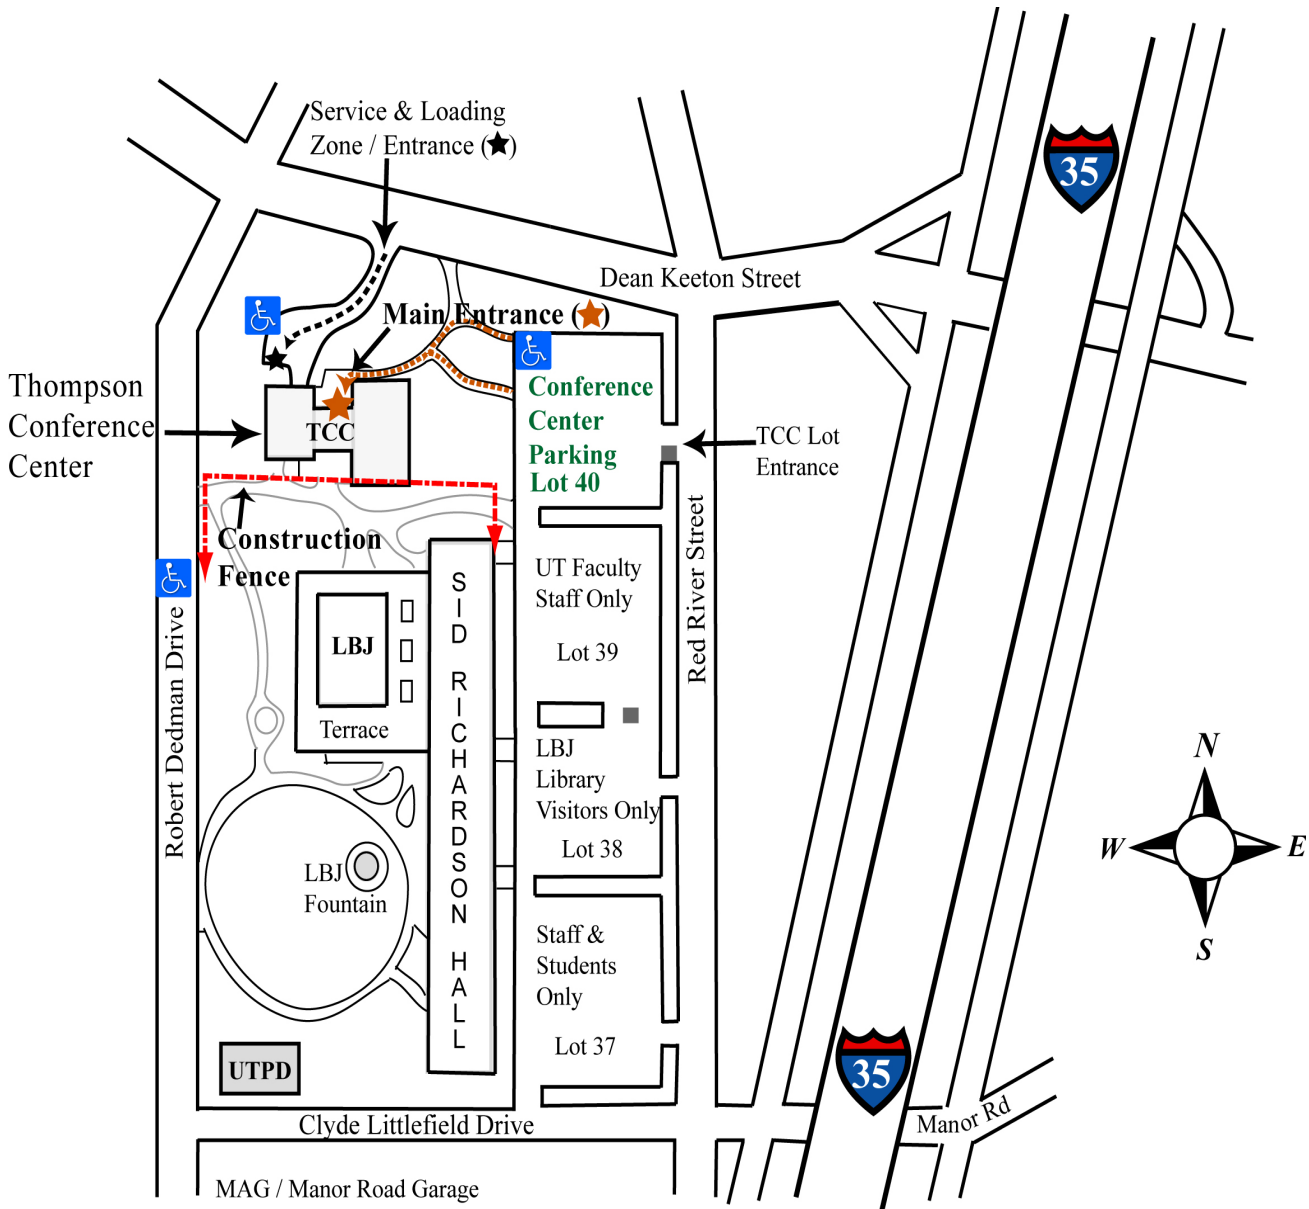 Service & Loading
Zone / Entrance (★)
35
Dean Keeton Street
Main Entrance (★)
Thompson
Conference
Center
TCC
Conference
Center
Parking
Lot 40
TCC Lot
Entrance
Construction
Fence
UT Faculty
Staff Only
Lot 39
SID RICHARDSON HALL
LBJ
Terrace
Red River Street
Robert Dedman Drive
LBJ
Library
Visitors Only
Lot 38
LBJ
Fountain
Staff &
Students
Only
Lot 37
N
W
E
S
UTPD
35
Clyde Littlefield Drive
Manor Rd
MAG / Manor Road Garage